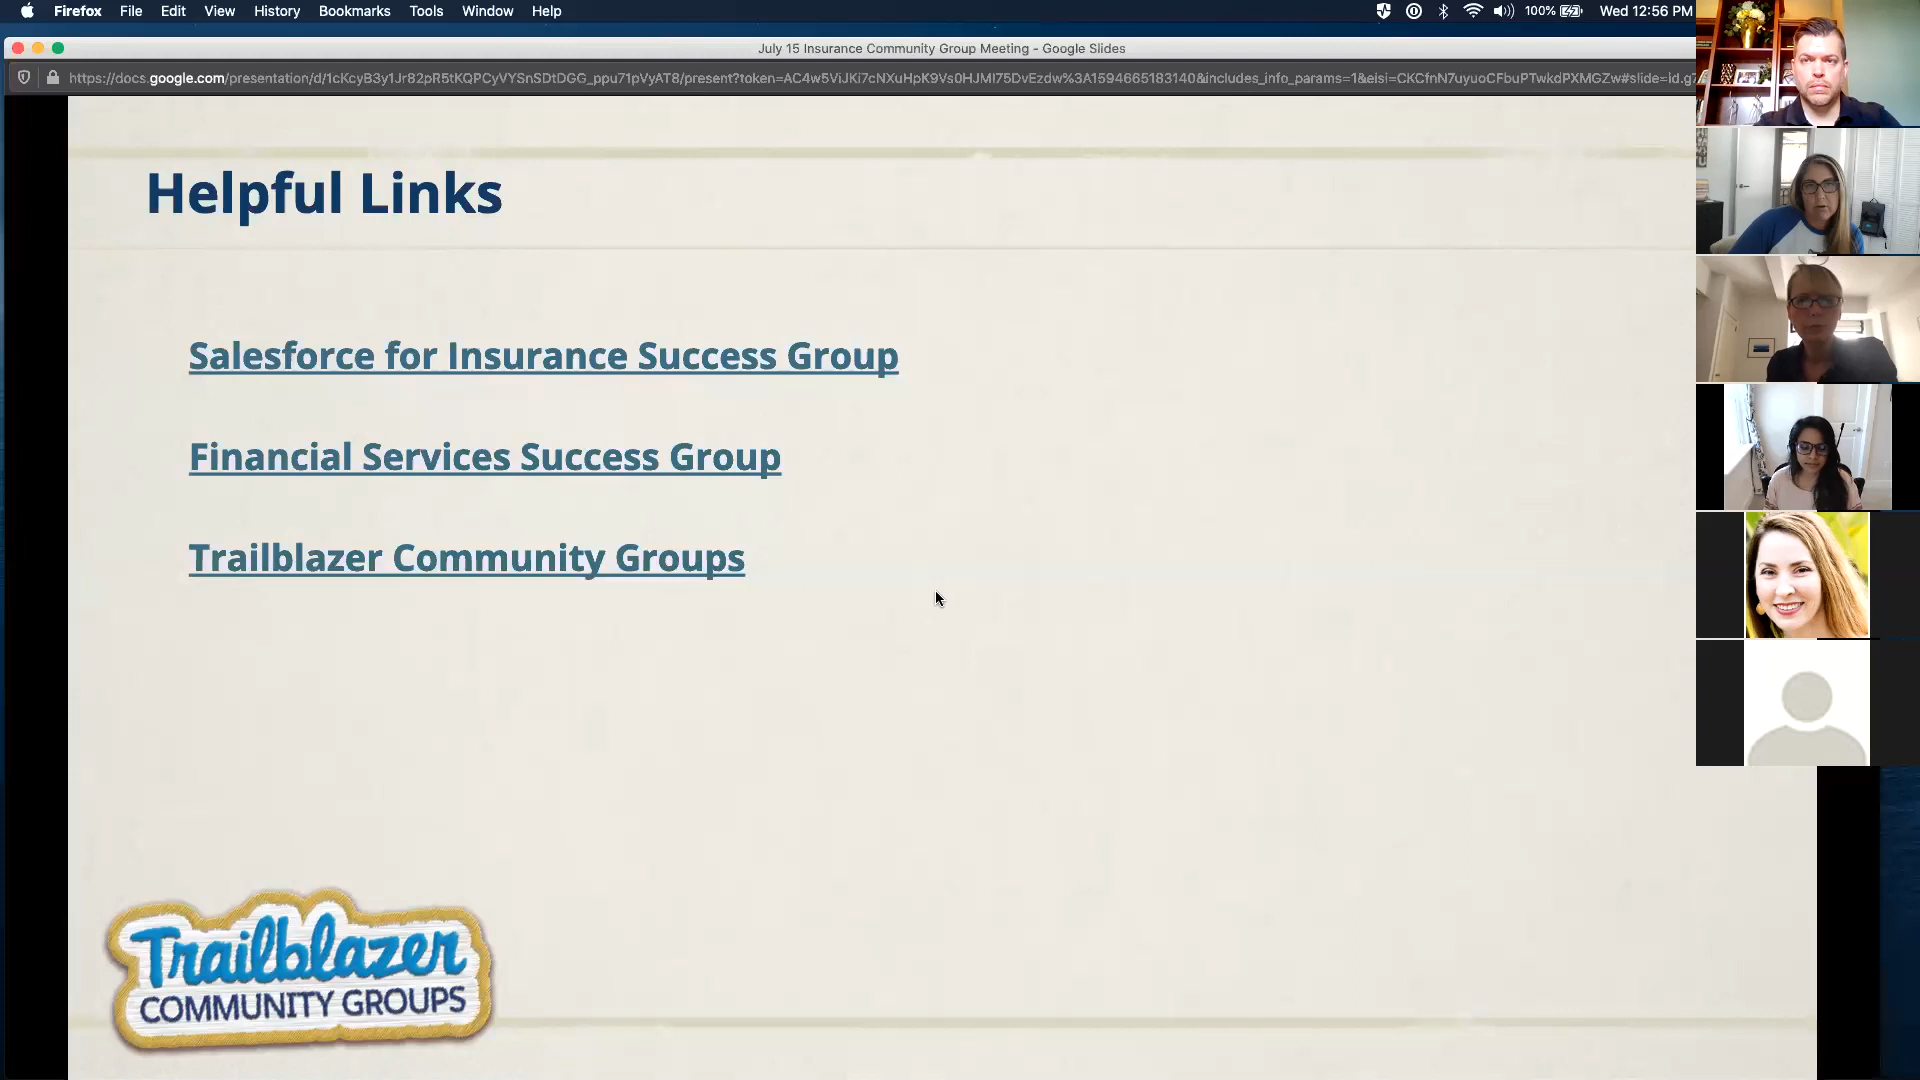 Firefox File Edit View History Bookmarks Tools Window Help 100% Wed 12:56 PM
July 15 Insurance Community Group Meeting - Google Slides
https://docs.google.com/presentation/d/1cKcyB3y1Jr82pR5tKQPCyVYSnSDtDGG_ppu71pVyAT8/present?token=AC4w5ViJKi7cNXuHpK9Vs0HJMl75DvEzdw%3A1594665183140&includes_info_params=1&eisi=CKCfnN7uyuoCFbuPTwkdPXMGZw#slide=id.g7
Helpful Links
Salesforce for Insurance Success Group
Financial Services Success Group
Trailblazer Community Groups
Trailblazer
COMMUNITY GROUPS